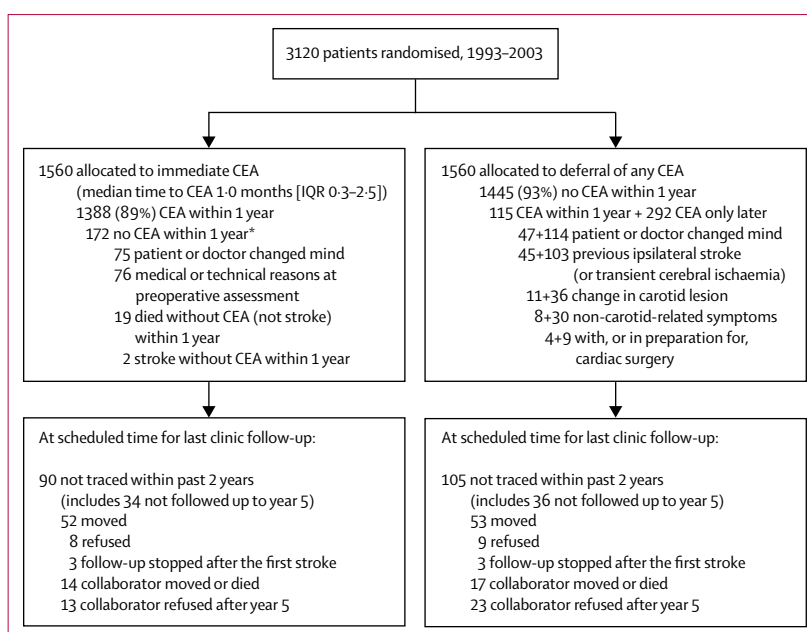 3120 patients randomised, 1993–2003
1560 allocated to immediate CEA
(median time to CEA 1·0 months [IQR 0·3–2·5])
1388 (89%) CEA within 1 year
172 no CEA within 1 year*
75 patient or doctor changed mind
76 medical or technical reasons at
preoperative assessment
19 died without CEA (not stroke)
within 1 year
2 stroke without CEA within 1 year
1560 allocated to deferral of any CEA
1445 (93%) no CEA within 1 year
115 CEA within 1 year + 292 CEA only later
47+114 patient or doctor changed mind
45+103 previous ipsilateral stroke
(or transient cerebral ischaemia)
11+36 change in carotid lesion
8+30 non-carotid-related symptoms
4+9 with, or in preparation for,
cardiac surgery
At scheduled time for last clinic follow-up:
90 not traced within past 2 years
(includes 34 not followed up to year 5)
52 moved
8 refused
3 follow-up stopped after the first stroke
14 collaborator moved or died
13 collaborator refused after year 5
At scheduled time for last clinic follow-up:
105 not traced within past 2 years
(includes 36 not followed up to year 5)
53 moved
9 refused
3 follow-up stopped after the first stroke
17 collaborator moved or died
23 collaborator refused after year 5